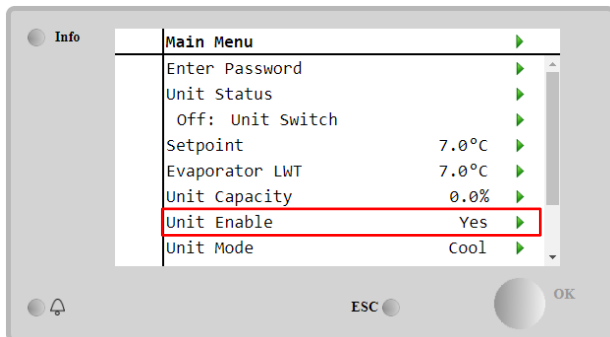 Info
Main Menu
Enter Password
Unit Status
Off: Unit Switch
Setpoint 7.0°C
Evaporator LWT 7.0°C
Unit Capacity 0.0%
Unit Enable Yes
Unit Mode Cool
ESC
OK